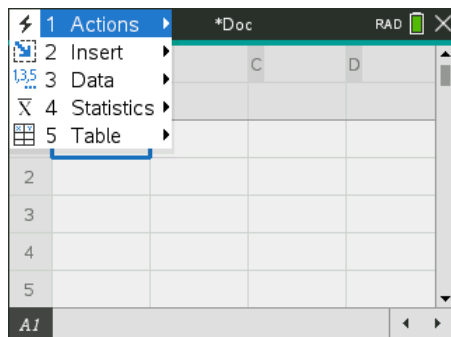 1 Actions *Doc RAD
2 Insert C D
1,3,5 3 Data
X 4 Statistics
X Y 5 Table
2
3
4
5
A1